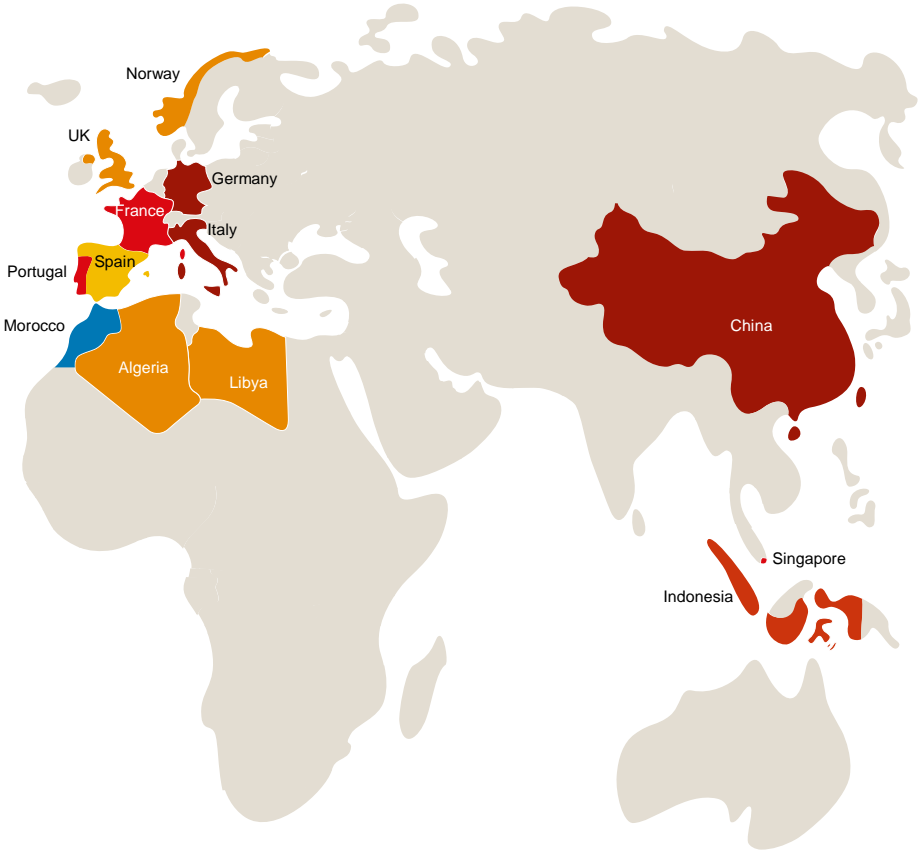 Norway
UK
Germany
France
Italy
Spain
Portugal
Morocco
China
Algeria
Libya
Singapore
Indonesia